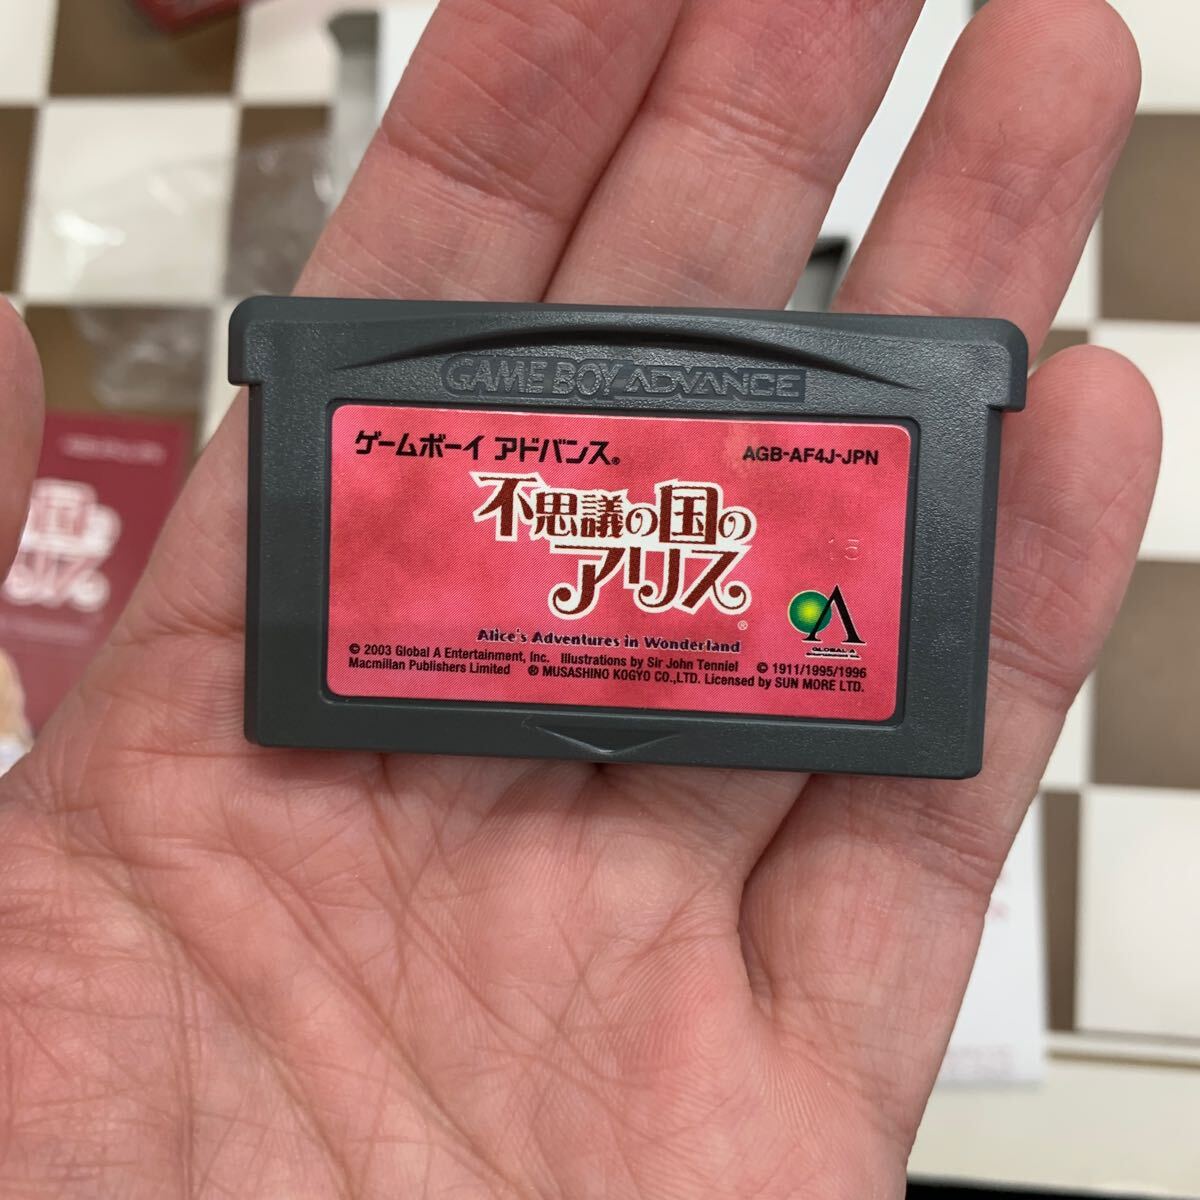 GAME BOY ADVANCE
ゲームボーイ アドバンス®
AGB-AF4J-JPN
不思議の国の
アリス®
15
Alice's Adventures in Wonderland
© 2003 Global A Entertainment, Inc. Illustrations by Sir John Tenniel © 1911/1995/1996
Macmillan Publishers Limited ® MUSASHINO KOGYO CO.,LTD. Licensed by SUN MORE LTD.
A
GLOBAL A